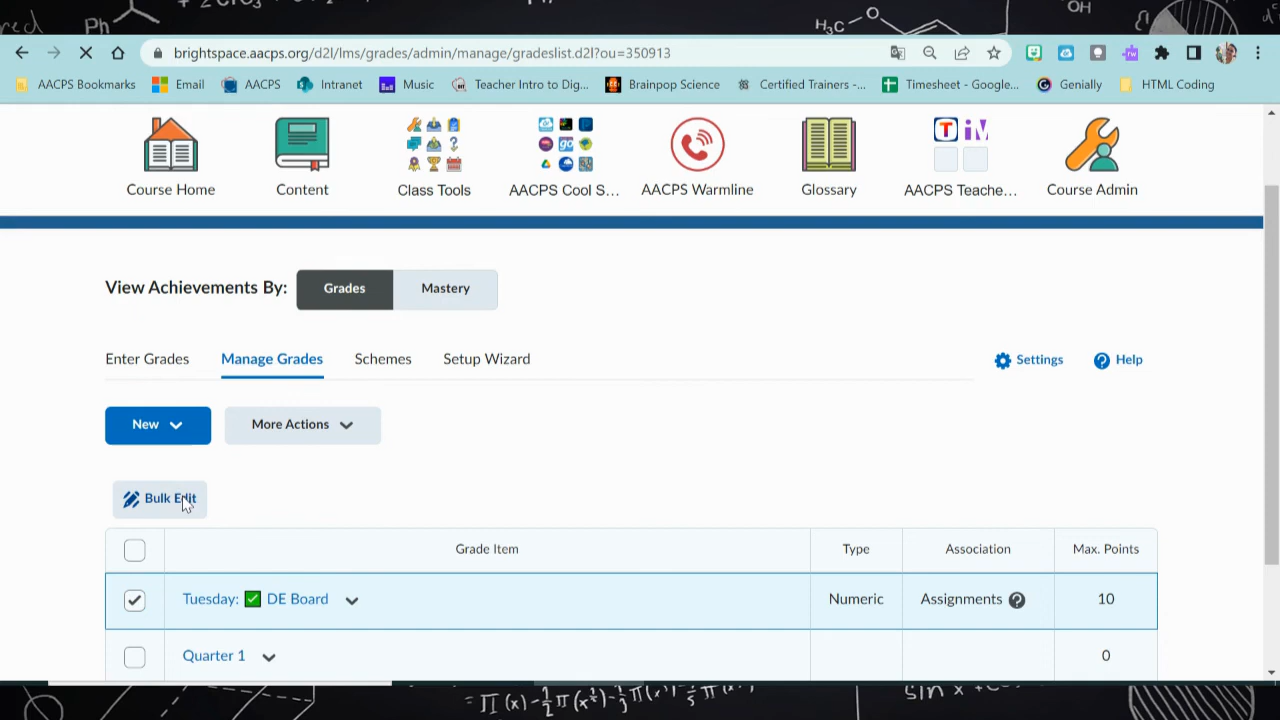 Ph
OH
H₃C
O
brightspace.aacps.org/d2l/lms/grades/admin/manage/gradeslist.d2l?ou=350913
AACPS Bookmarks
Email
AACPS
Intranet
Music
Teacher Intro to Dig...
Brainpop Science
Certified Trainers -...
Timesheet - Google...
Genially
HTML Coding
Course Home
Content
Class Tools
AACPS Cool S...
AACPS Warmline
Glossary
AACPS Teache...
Course Admin
View Achievements By:
Grades
Mastery
Enter Grades
Manage Grades
Schemes
Setup Wizard
Settings
Help
New
More Actions
Bulk Edit
Grade Item
Type
Association
Max. Points
Tuesday: ✅ DE Board
Numeric
Assignments
10
Quarter 1
0